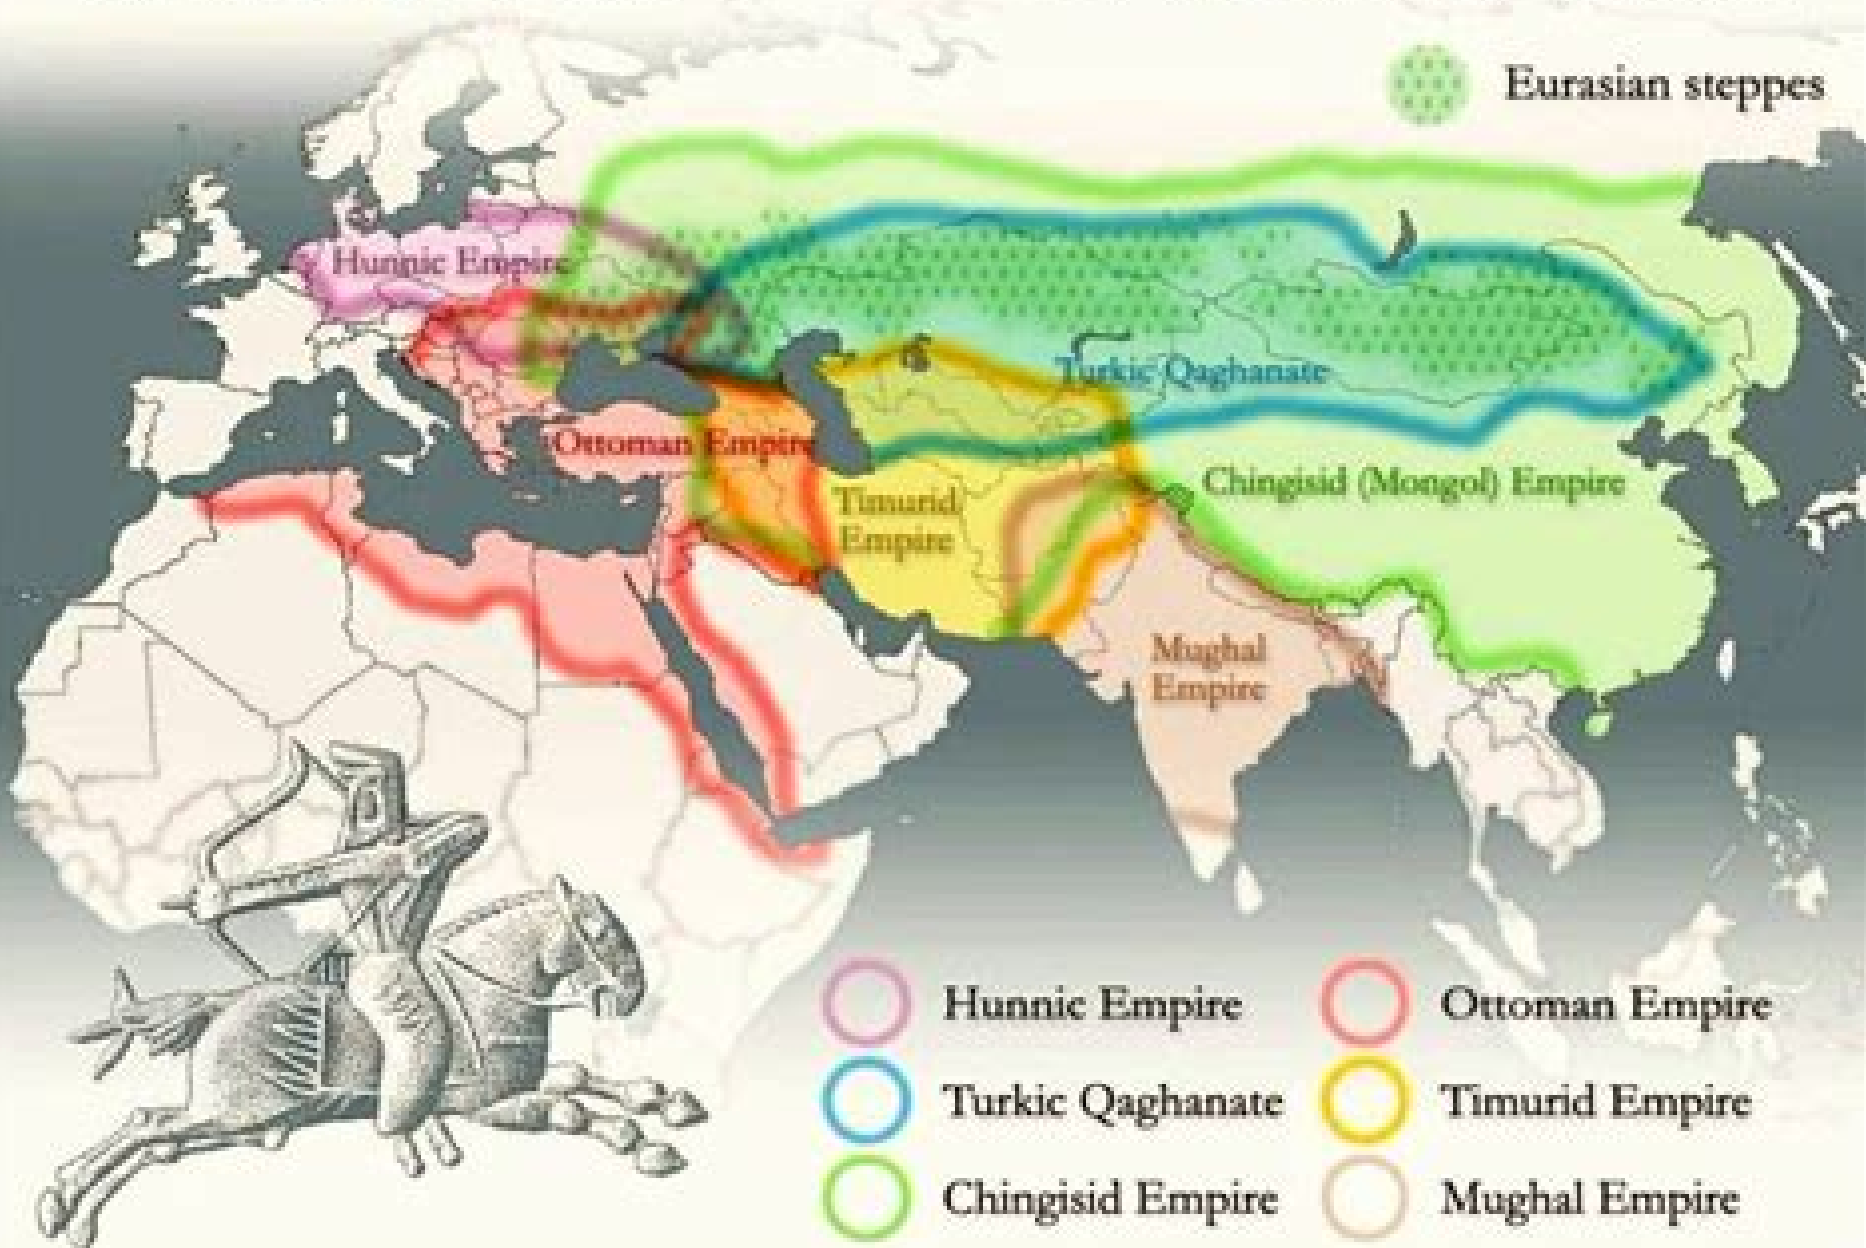 Eurasian steppes
Hunnic Empire
Turkic Qaghanate
Ottoman Empire
Chingisid (Mongol) Empire
Timurid
Empire
Mughal
Empire
Hunnic Empire
Ottoman Empire
Turkic Qaghanate
Timurid Empire
Chingisid Empire
Mughal Empire